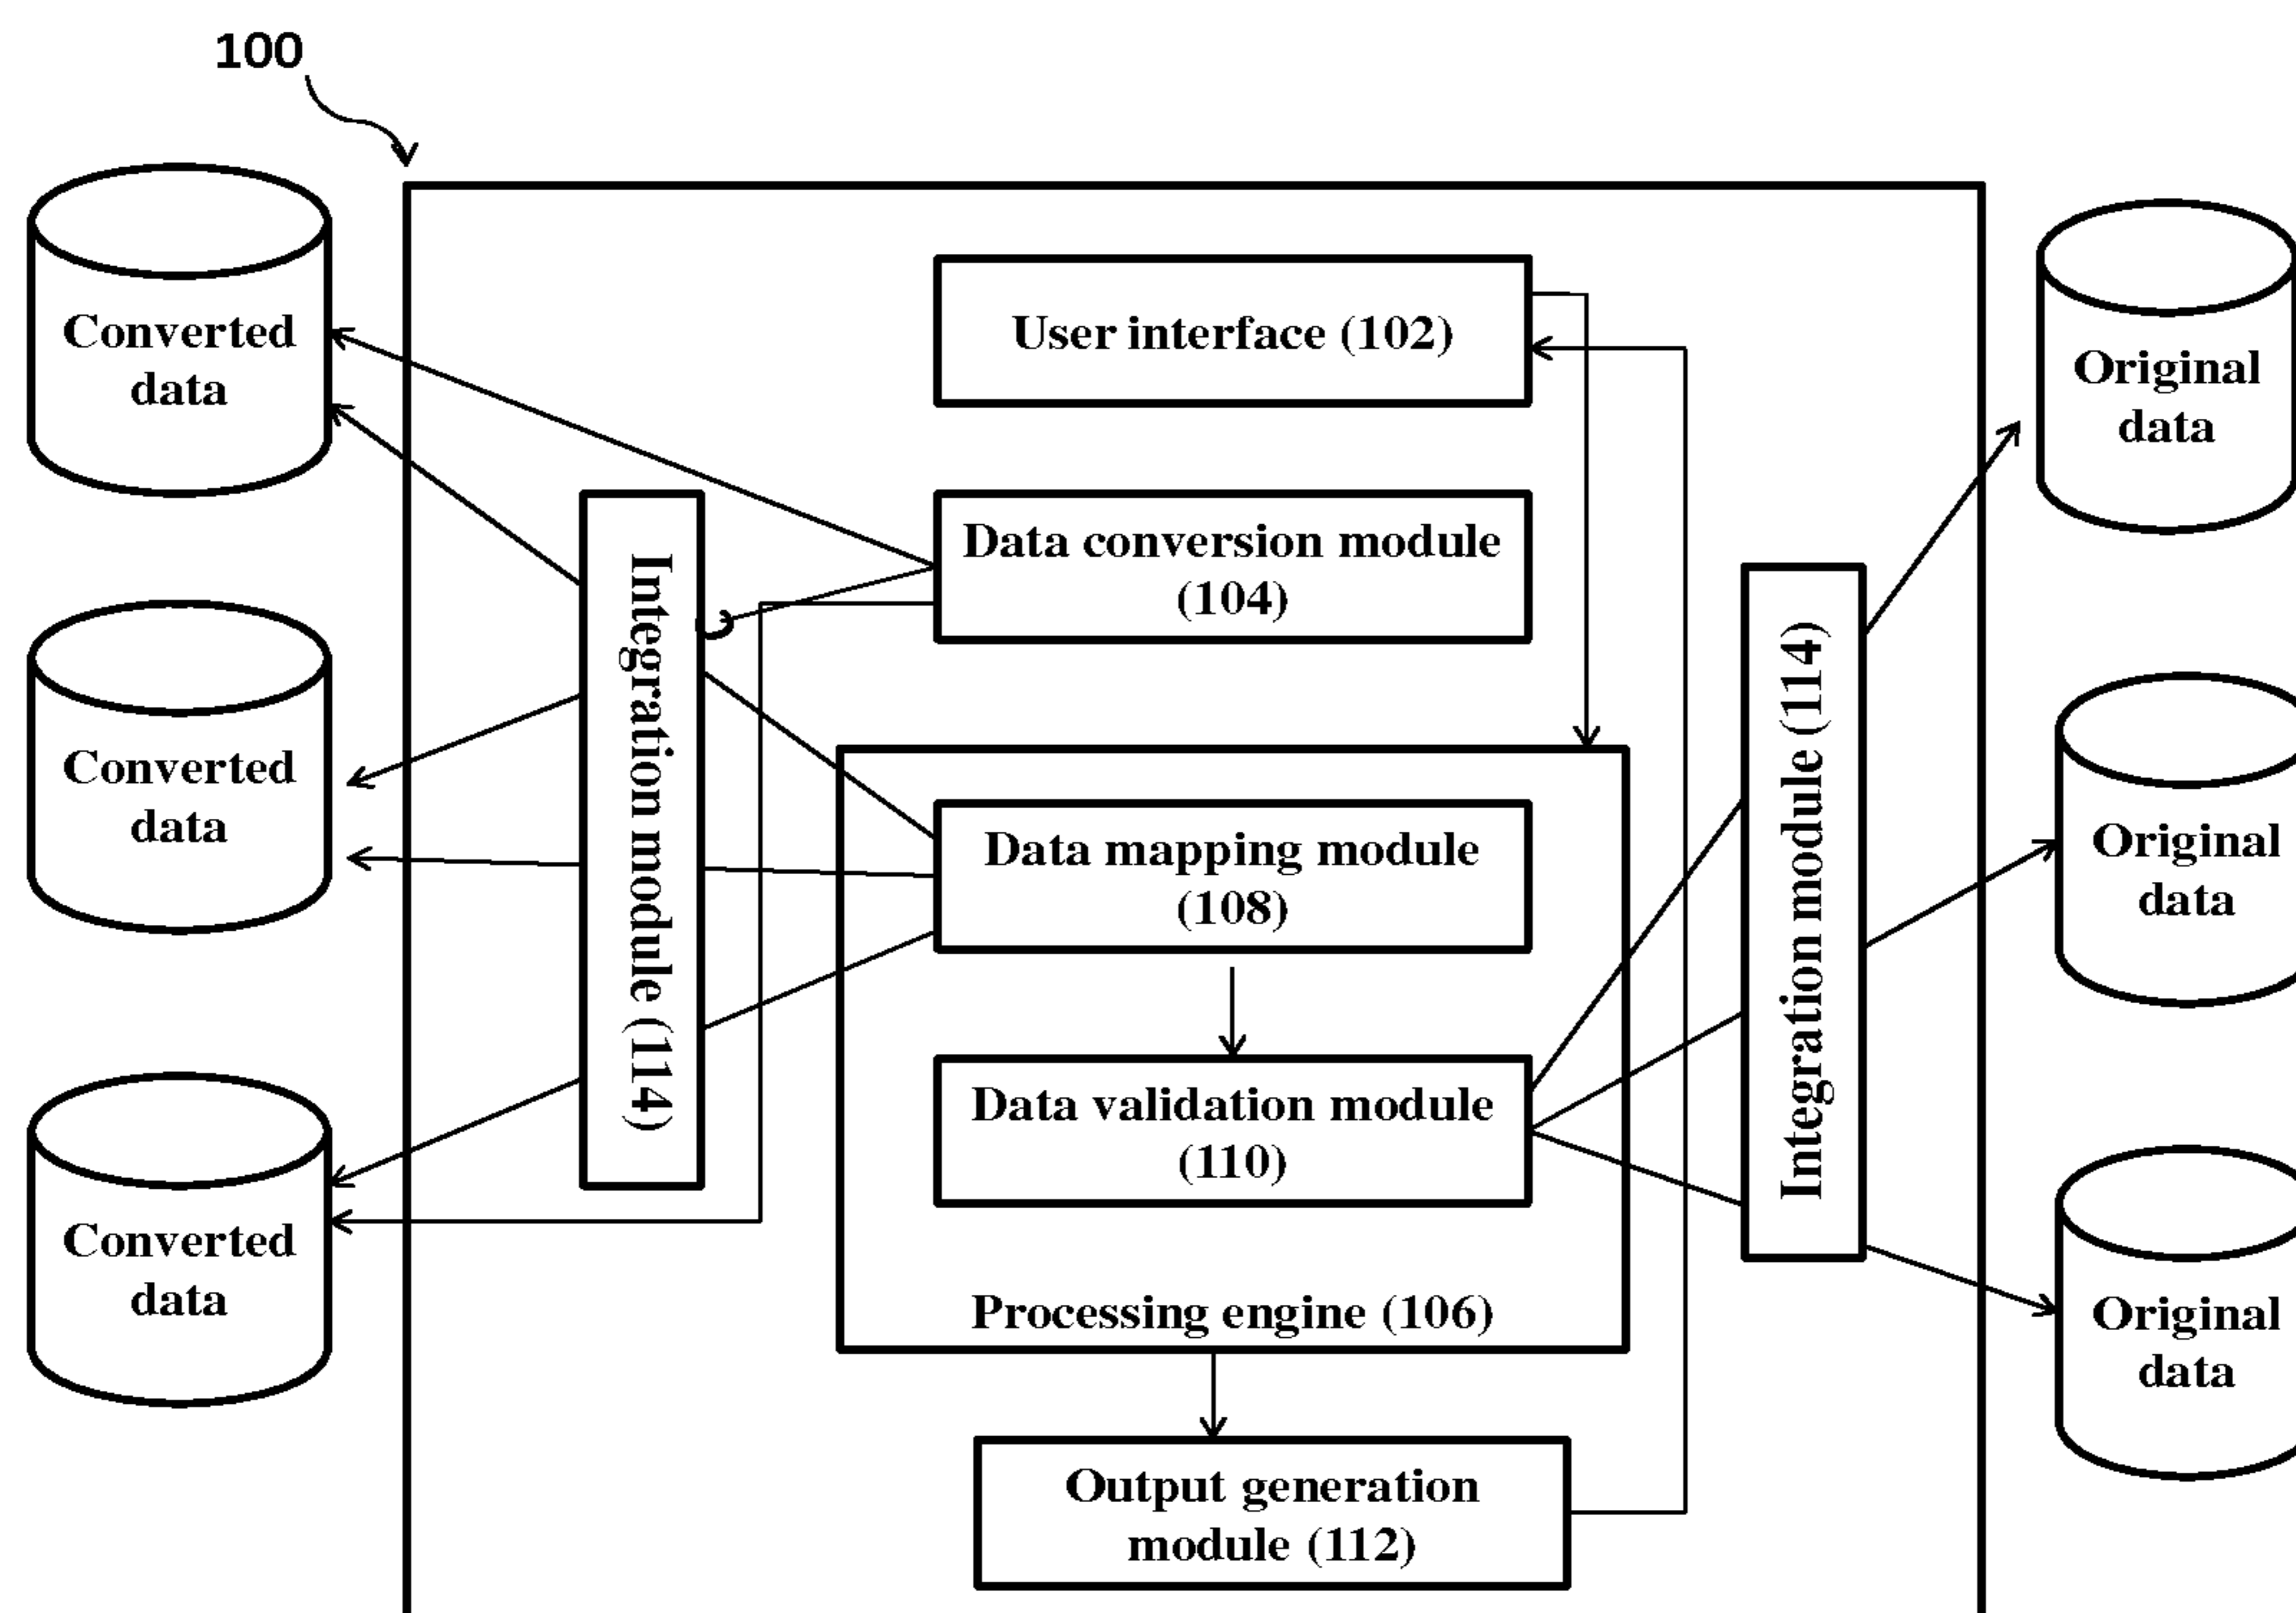 100
Converted
data
Converted
data
Converted
data
Integration module (114)
User interface (102)
Data conversion module
(104)
Data mapping module
(108)
Data validation module
(110)
Processing engine (106)
Output generation
module (112)
Integration module (114)
Original
data
Original
data
Original
data